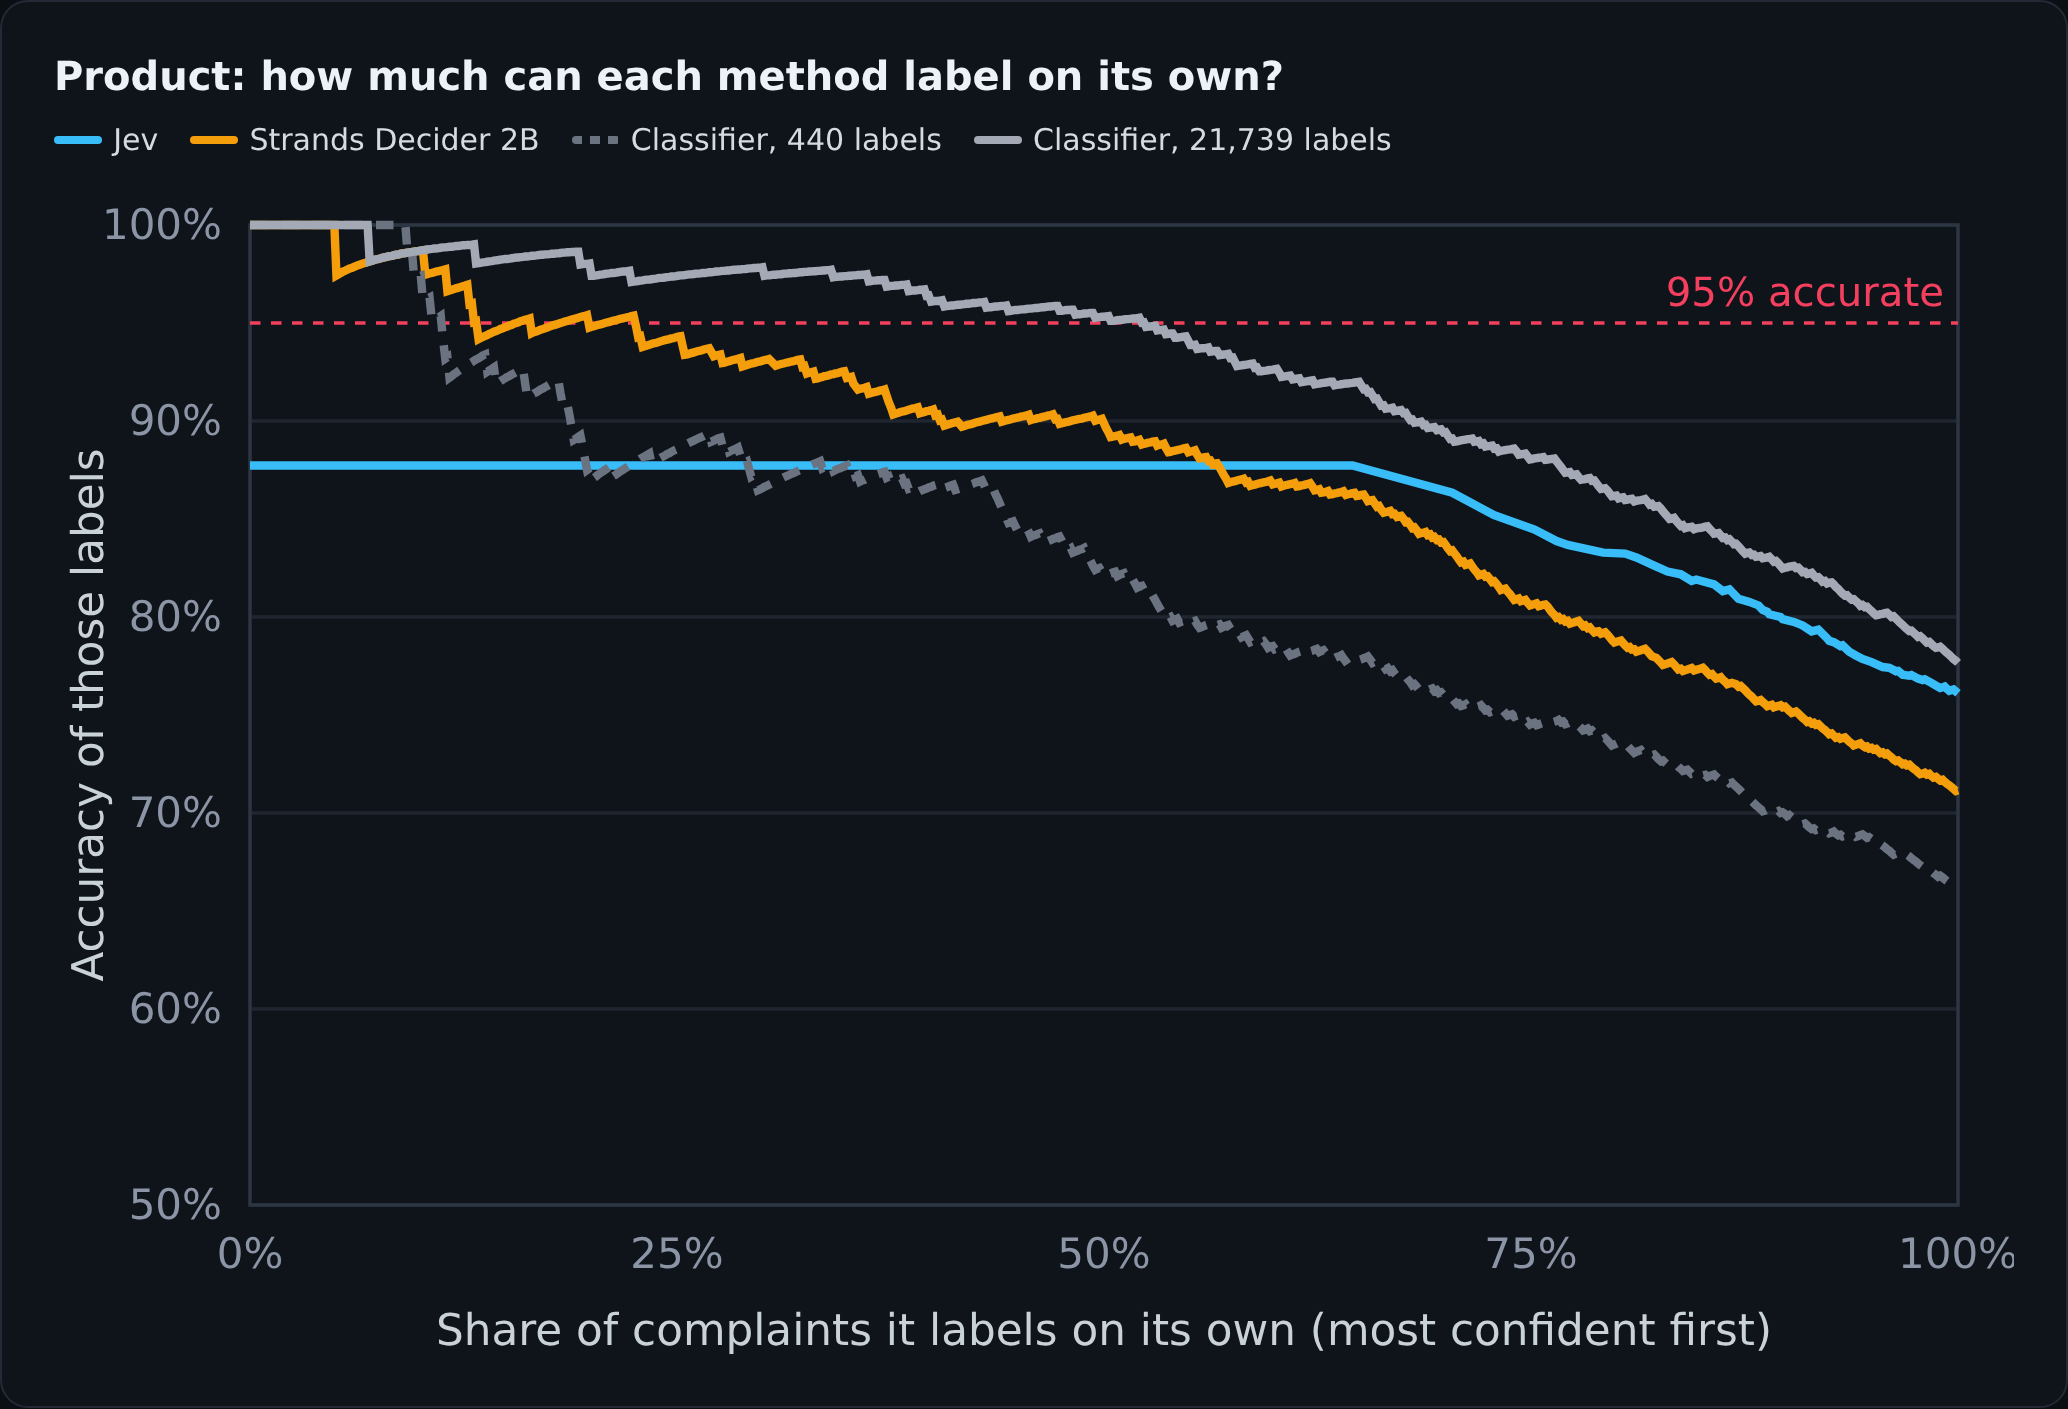 Product: how much can each method label on its own?
Jev Strands Decider 2B Classifier, 440 labels Classifier, 21,739 labels
100%
95% accurate
90%
80%
70%
60%
50%
Accuracy of those labels
0% 25% 50% 75% 100%
Share of complaints it labels on its own (most confident first)